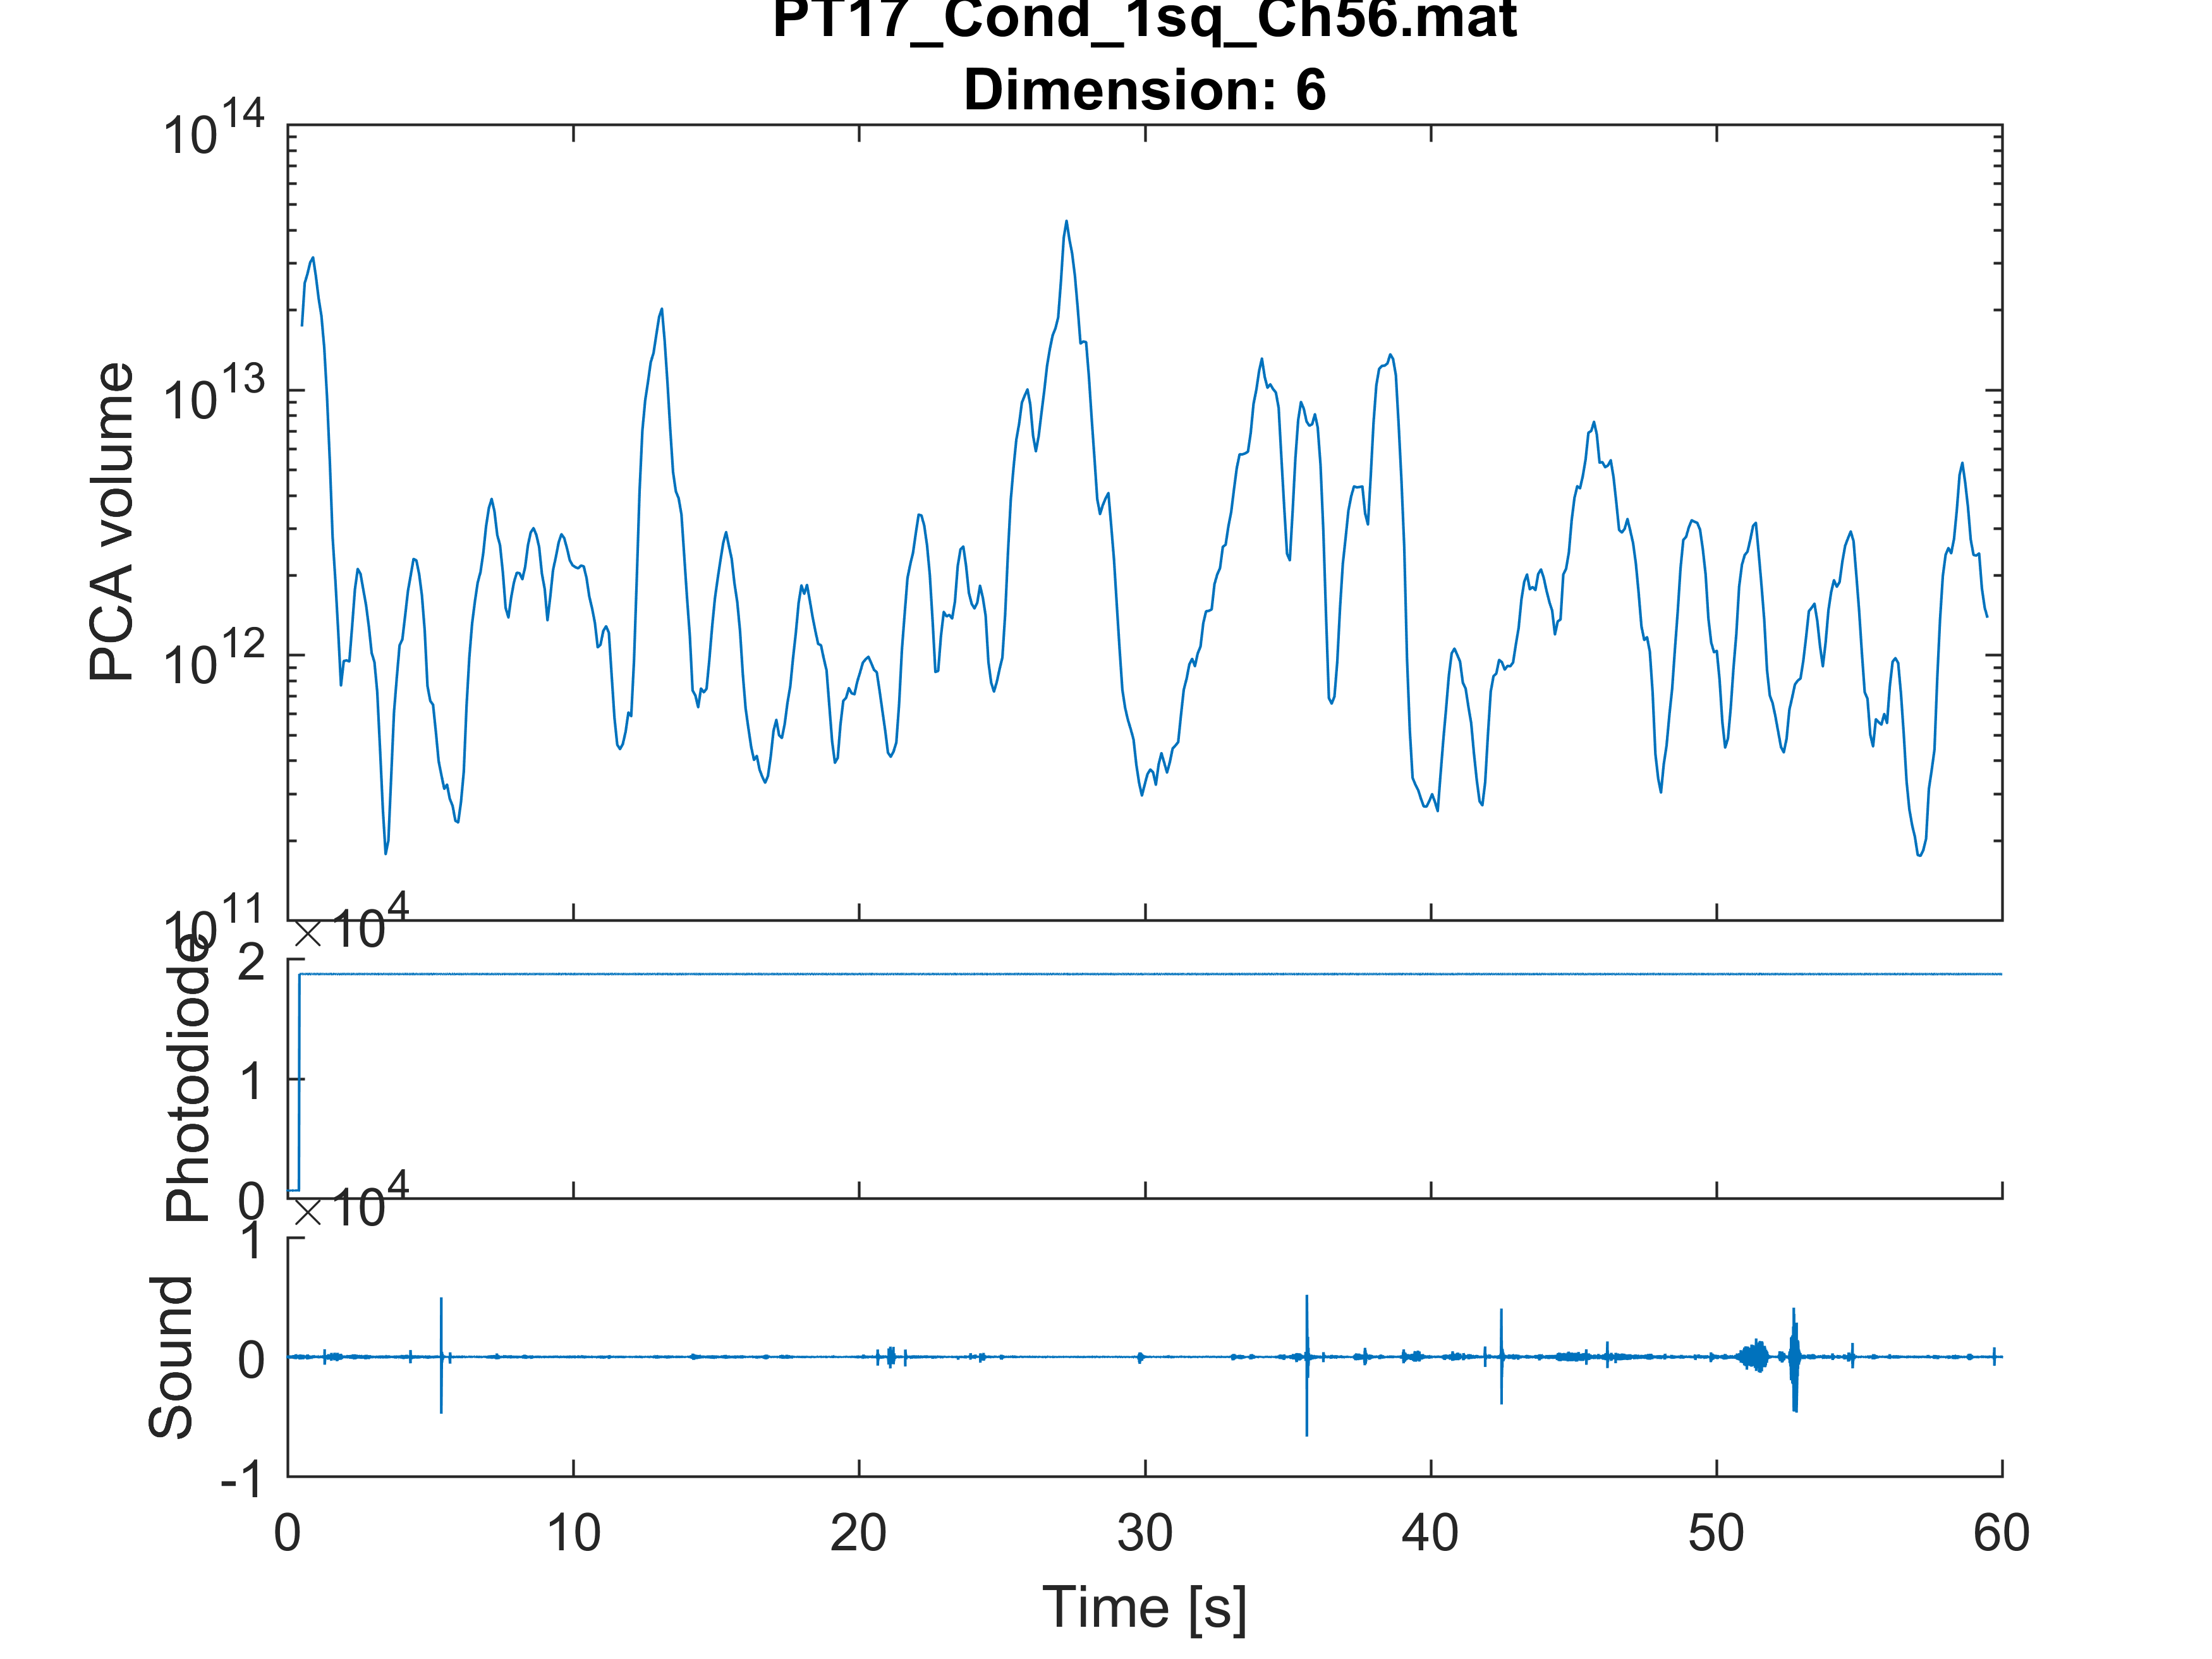 PT17_Cond_1sq_Ch56.mat
Dimension: 6
PCA volume
10^14
10^13
10^12
10^11
Photodiode
× 10^4
2
1
0
Sound
× 10^4
1
0
-1
0 10 20 30 40 50 60
Time [s]